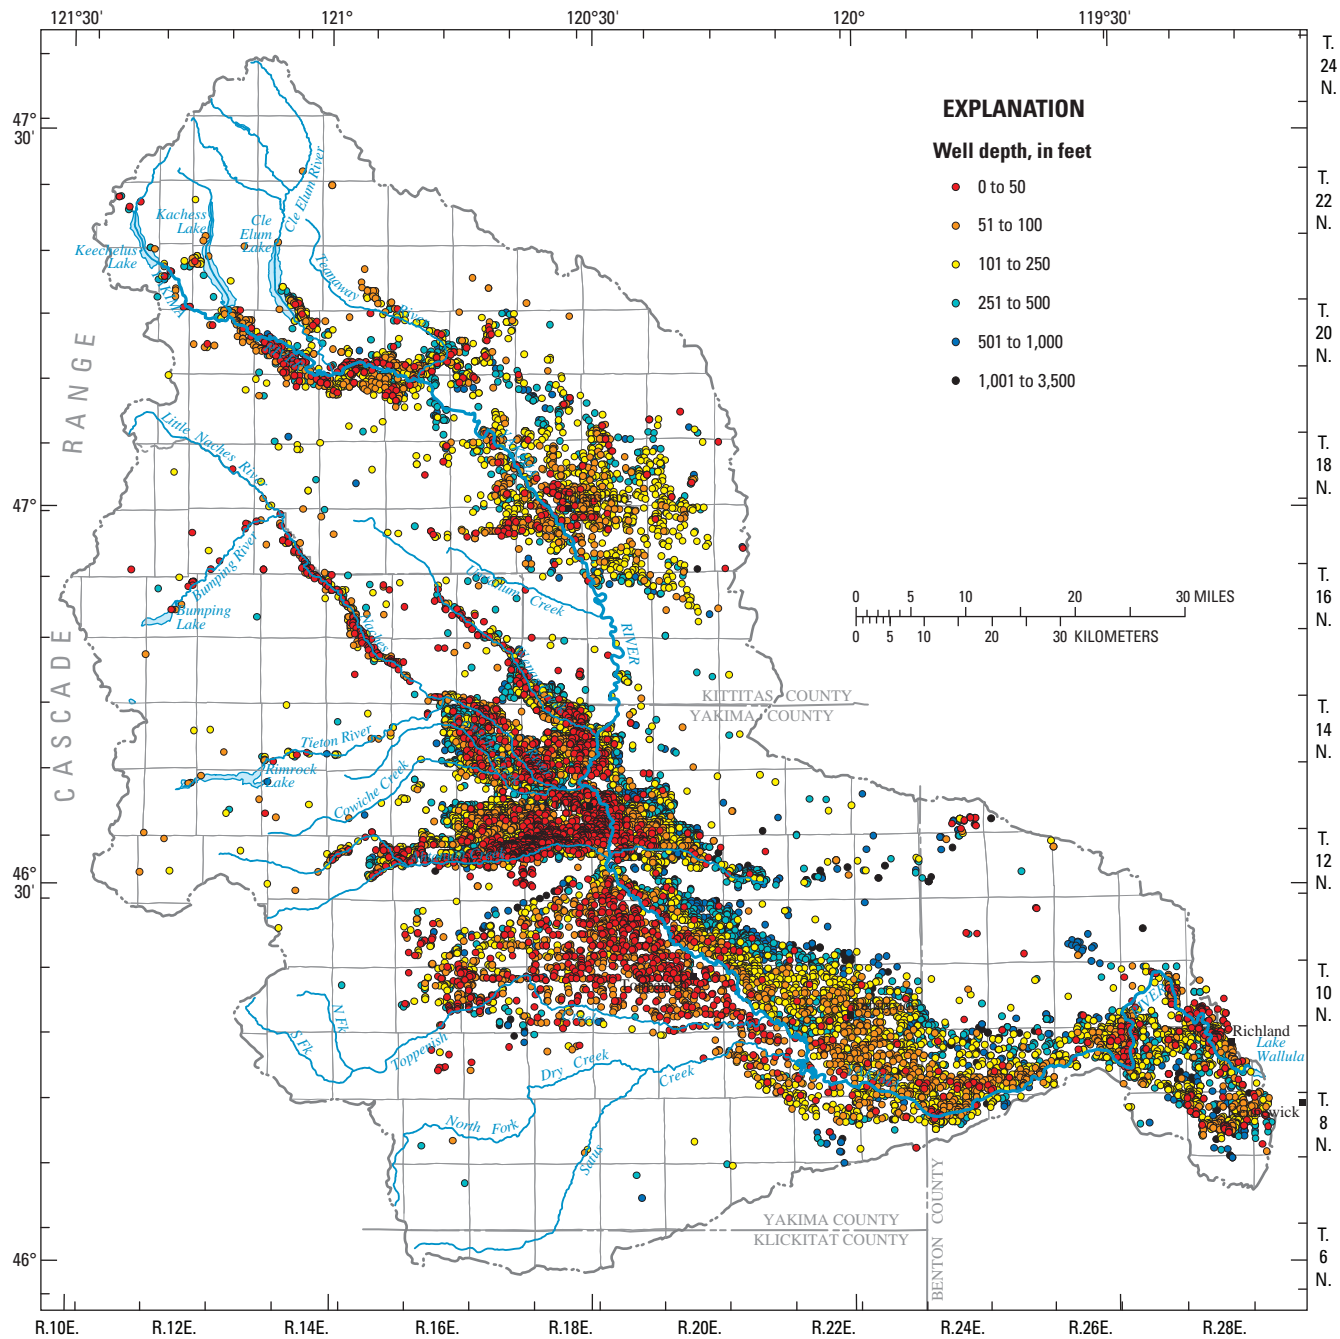 121°30'
121°
120°30'
120°
119°30'
T.
24
N.
T.
22
N.
T.
20
N.
T.
18
N.
T.
16
N.
T.
14
N.
T.
12
N.
T.
10
N.
T.
8
N.
T.
6
N.
47°
30'
47°
46°
30'
46°
EXPLANATION
Well depth, in feet
0 to 50
51 to 100
101 to 250
251 to 500
501 to 1,000
1,001 to 3,500
0 5 10 20 30 MILES
0 5 10 20 30 KILOMETERS
CASCADE RANGE
Keechelus
Lake
Kachess
Lake
Cle
Elum
Lake
Cle Elum River
Teanaway River
Little Naches River
Bumping River
Bumping
Lake
Naches
Umtanum Creek
RIVER
KITTITAS COUNTY
YAKIMA COUNTY
Tieton River
Rimrock
Lake
Cowiche Creek
N Fk
S Fk
Toppenish
Creek
Dry Creek
North Fork
Satus
Richland
Lake
Wallula
YAKIMA COUNTY
KLICKITAT COUNTY
BENTON COUNTY
R.10E.
R.12E.
R.14E.
R.16E.
R.18E.
R.20E.
R.22E.
R.24E.
R.26E.
R.28E.